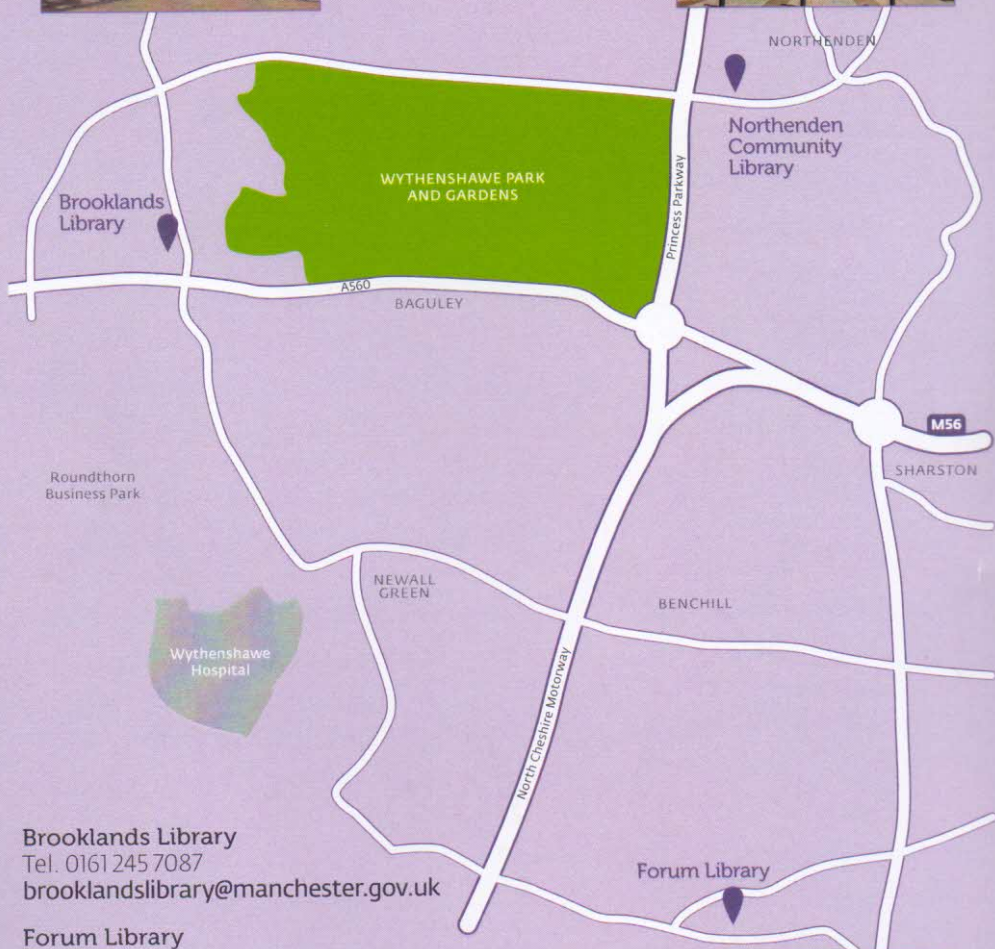 NORTHENDEN
Northenden
Community
Library
WYTHENSHAWE PARK
AND GARDENS
Princess Parkway
Brooklands
Library
A560
BAGULEY
M56
SHARSTON
Roundthorn
Business Park
NEWALL
GREEN
BENCHILL
Wythenshawe
Hospital
North Cheshire Motorway
Brooklands Library
Tel. 0161 245 7087
brooklandslibrary@manchester.gov.uk
Forum Library
Forum Library